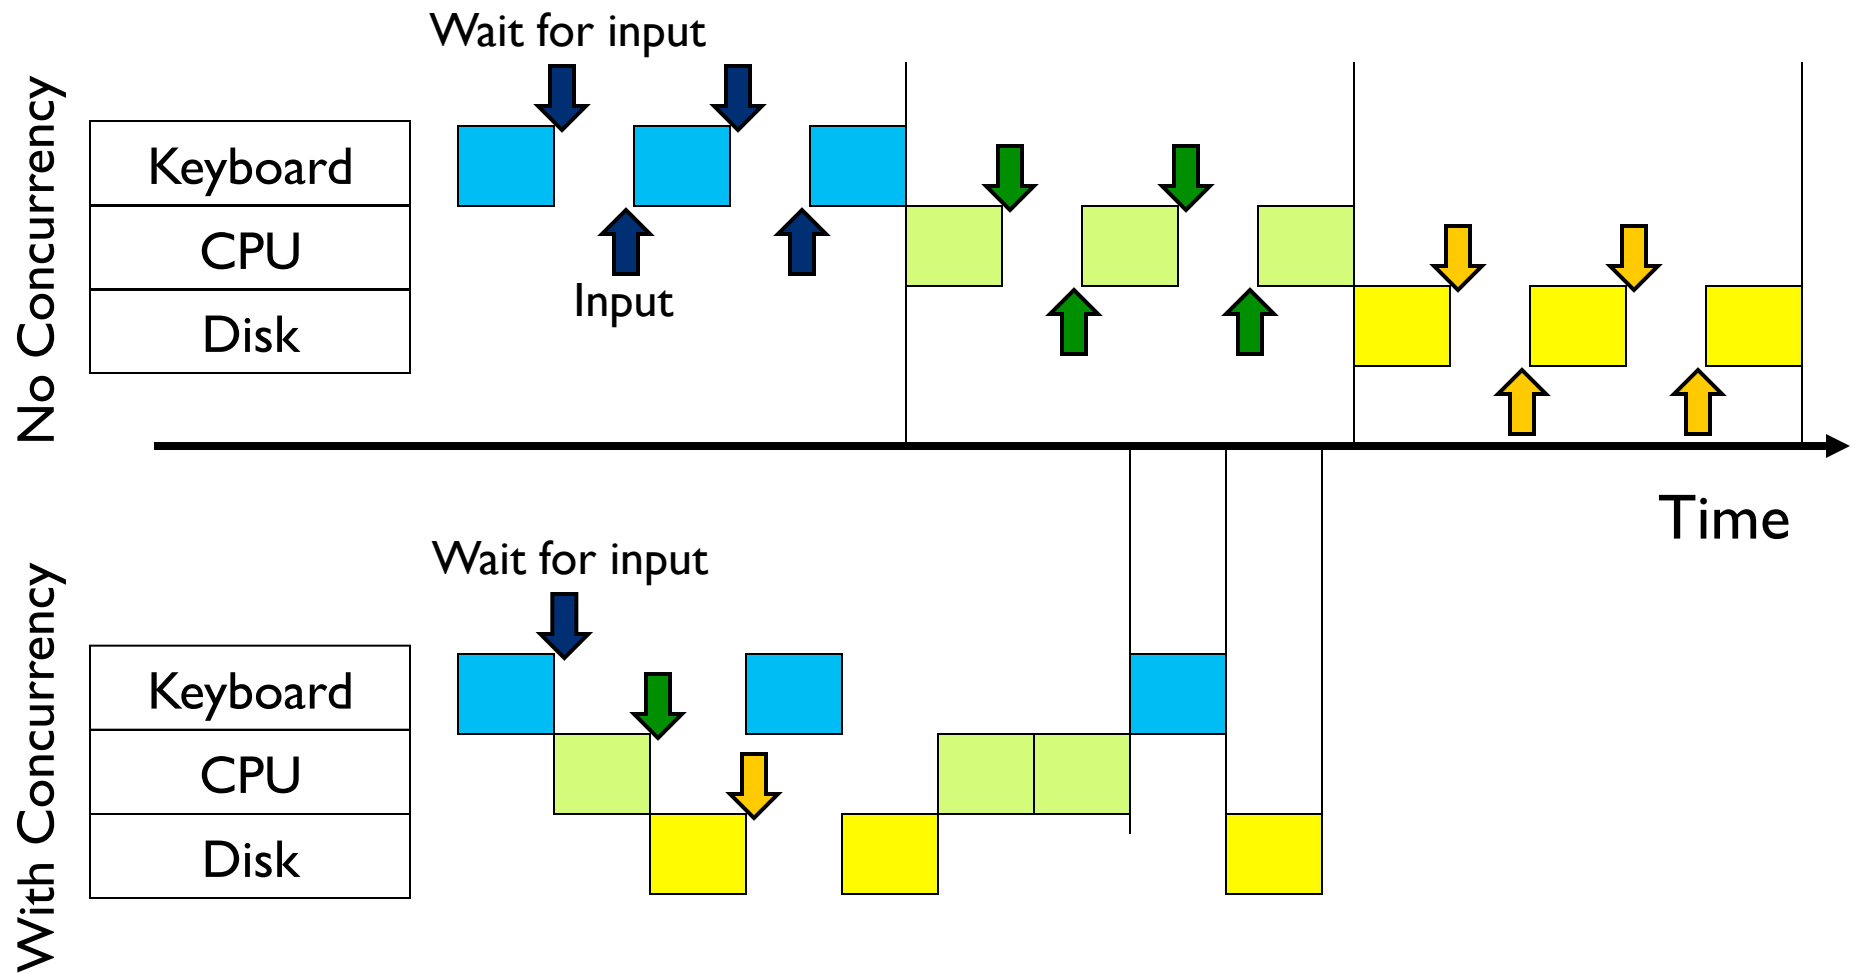 No Concurrency
Wait for input
Keyboard
CPU
Disk
Input
Time
With Concurrency
Wait for input
Keyboard
CPU
Disk